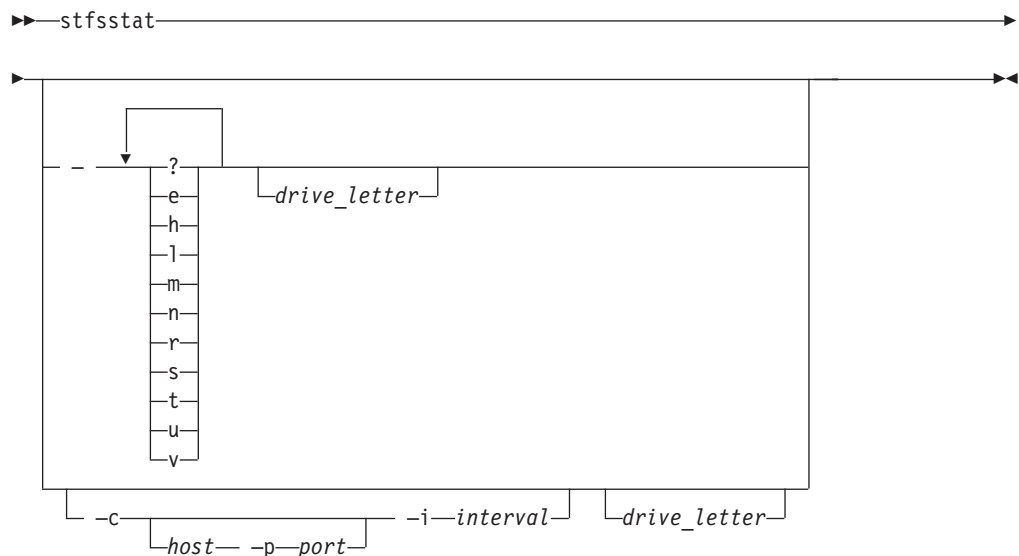 stfsstat
– ?
e drive_letter
h
l
m
n
r
s
t
u
v
–c –i interval drive_letter
host –p port